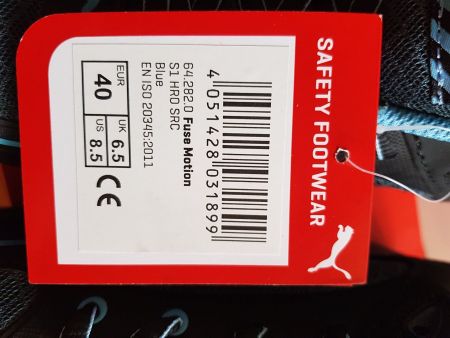 SAFETY FOOTWEAR
4 051428 031899
64.282.0 Fuse Motion
S1 HRO SRC
Blue
EN ISO 20345:2011
EUR
40
UK
6.5
US
8.5
CE